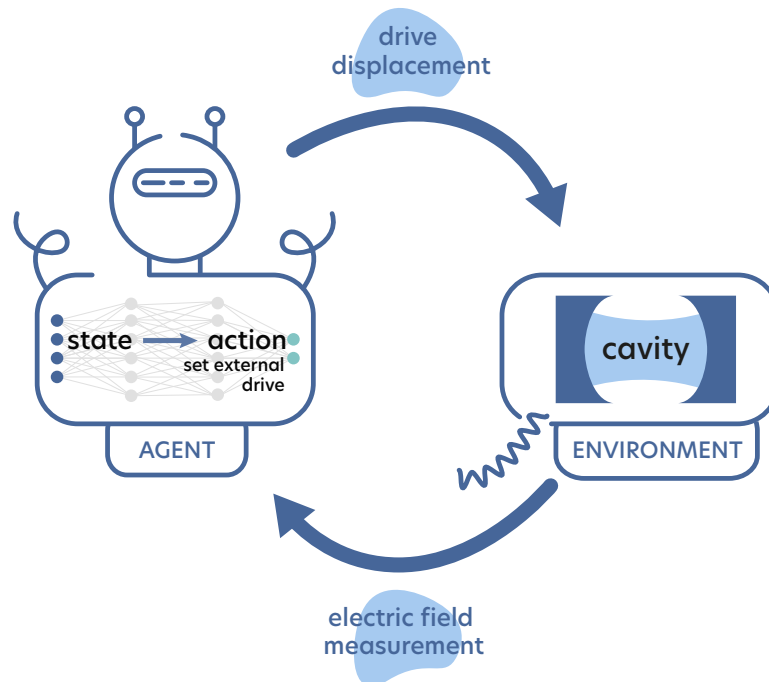 drive
displacement
state
action
set external
drive
AGENT
cavity
ENVIRONMENT
electric field
measurement